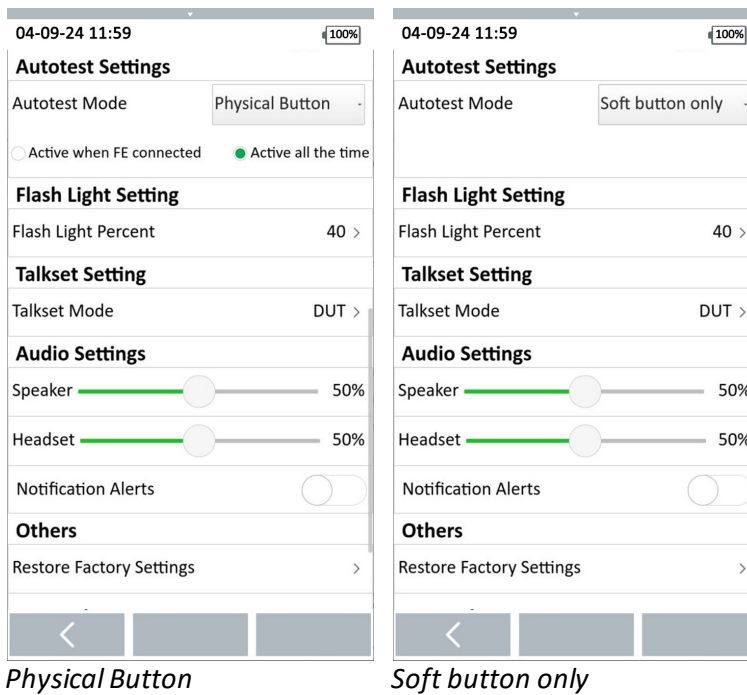 04-09-24 11:59 100%
Autotest Settings
Autotest Mode Physical Button
Active when FE connected Active all the time
Flash Light Setting
Flash Light Percent 40 >
Talkset Setting
Talkset Mode DUT >
Audio Settings
Speaker 50%
Headset 50%
Notification Alerts
Others
Restore Factory Settings >
Physical Button
04-09-24 11:59 100%
Autotest Settings
Autotest Mode Soft button only
Flash Light Setting
Flash Light Percent 40 >
Talkset Setting
Talkset Mode DUT >
Audio Settings
Speaker 50%
Headset 50%
Notification Alerts
Others
Restore Factory Settings >
Soft button only